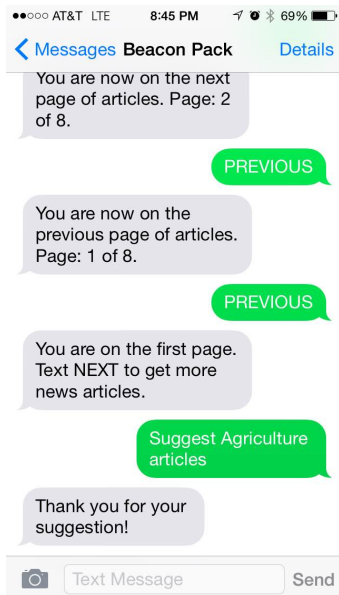 AT&T LTE 8:45 PM 69%
Messages Beacon Pack Details
You are now on the next
page of articles. Page: 2
of 8.
PREVIOUS
You are now on the
previous page of articles.
Page: 1 of 8.
PREVIOUS
You are on the first page.
Text NEXT to get more
news articles.
Suggest Agriculture
articles
Thank you for your
suggestion!
Text Message Send